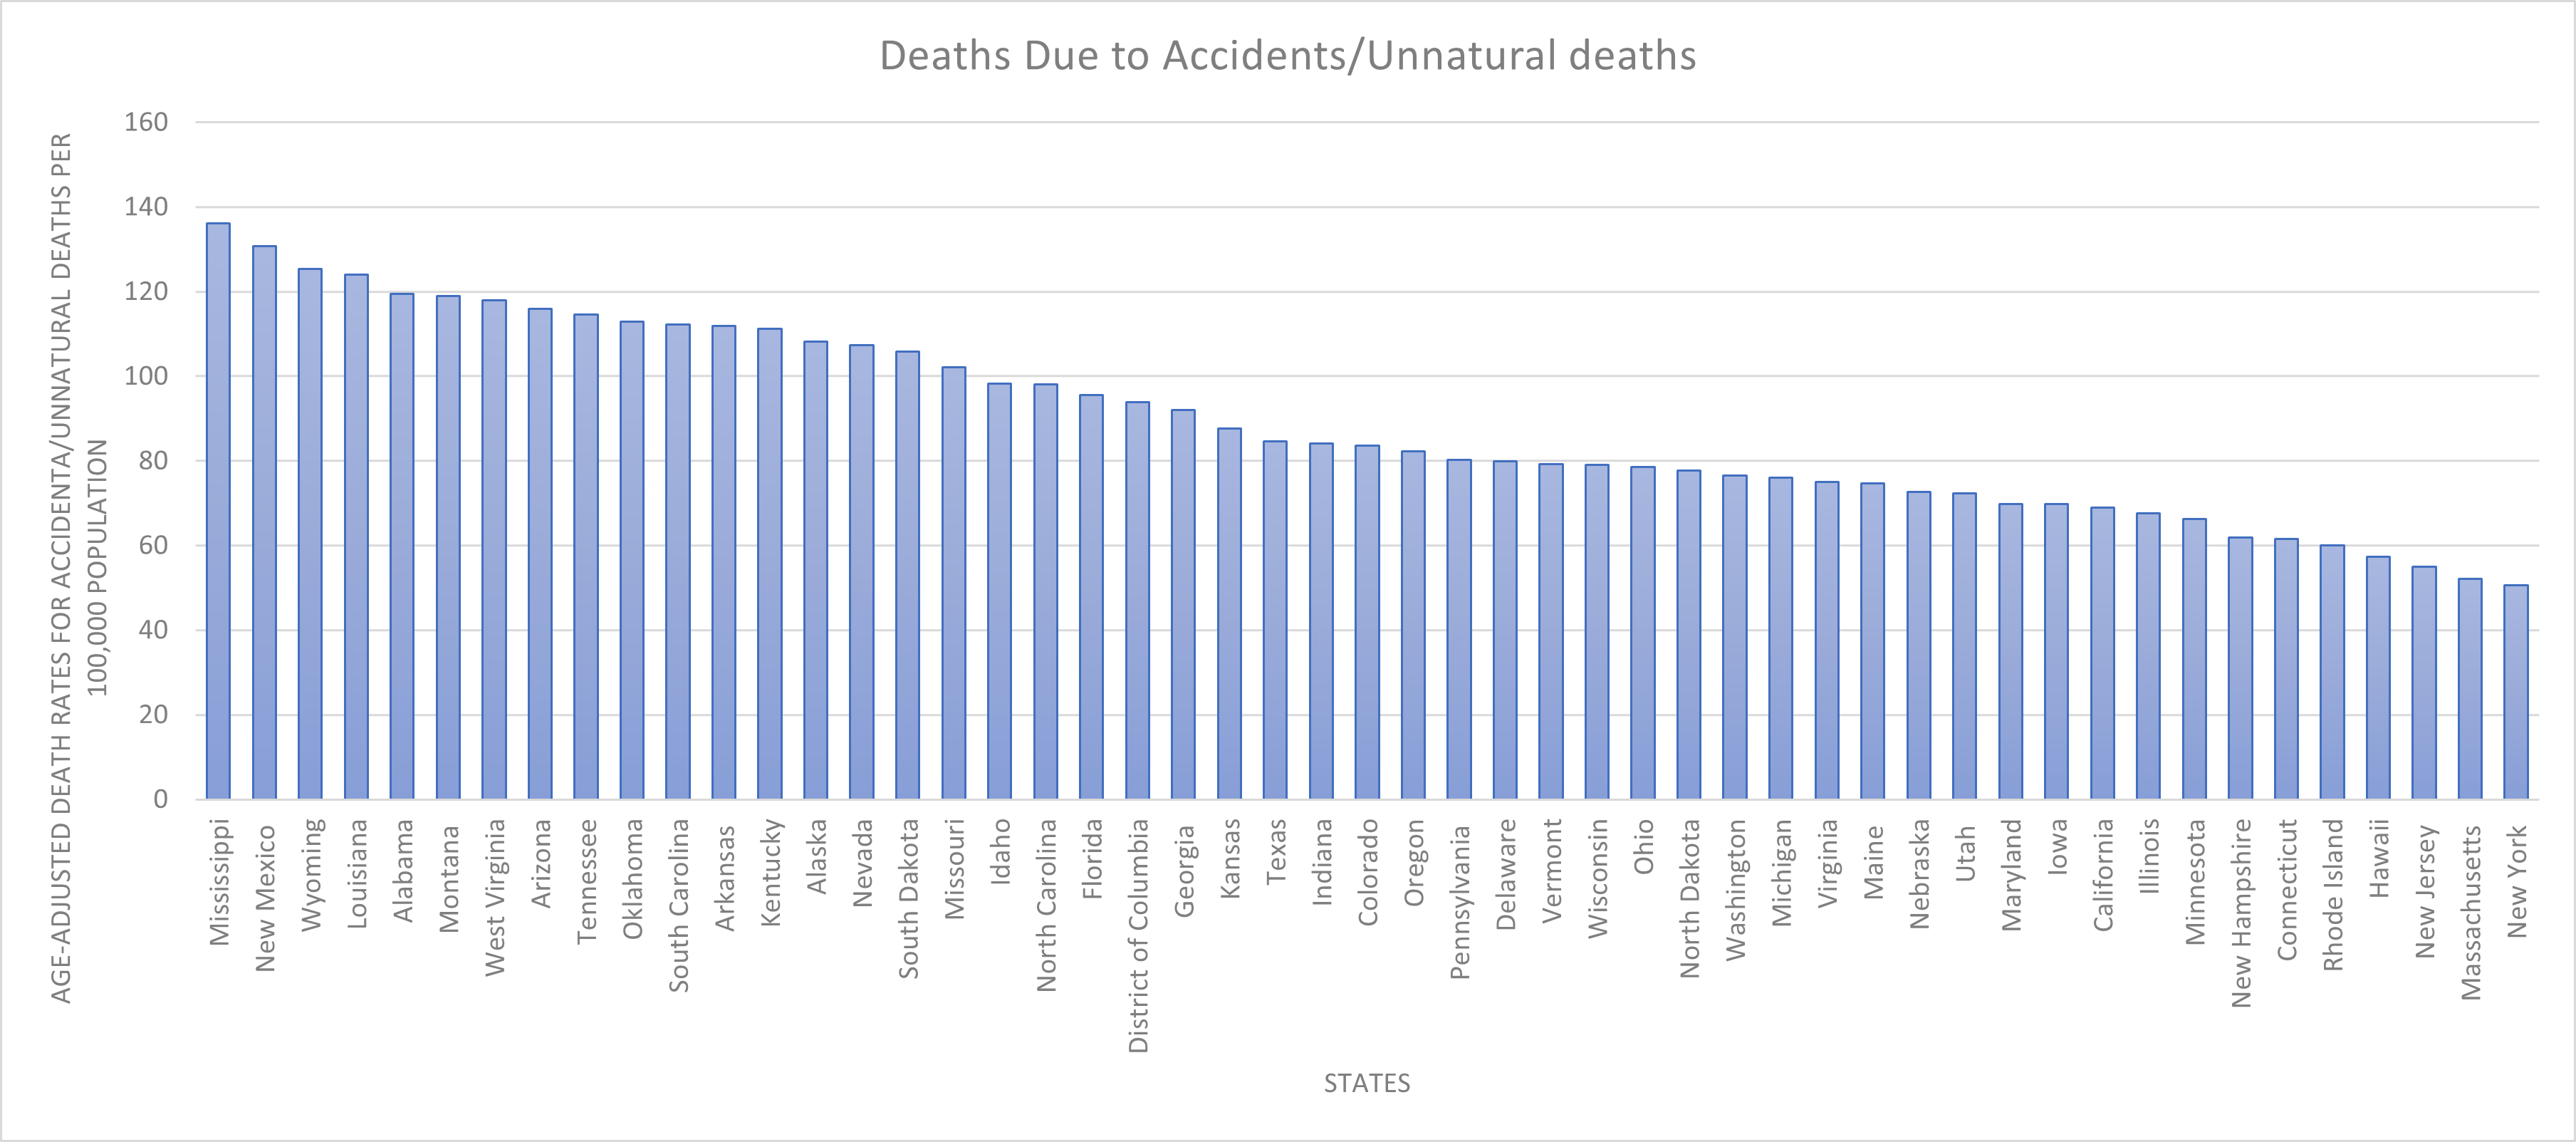 Deaths Due to Accidents/Unnatural deaths
AGE-ADJUSTED DEATH RATES FOR ACCIDENTA/UNNATURAL DEATHS PER
100,000 POPULATION
160
140
120
100
80
60
40
20
0
Mississippi
New Mexico
Wyoming
Louisiana
Alabama
Montana
West Virginia
Arizona
Tennessee
Oklahoma
South Carolina
Arkansas
Kentucky
Alaska
Nevada
South Dakota
Missouri
Idaho
North Carolina
Florida
District of Columbia
Georgia
Kansas
Texas
Indiana
Colorado
Oregon
Pennsylvania
Delaware
Vermont
Wisconsin
Ohio
North Dakota
Washington
Michigan
Virginia
Maine
Nebraska
Utah
Maryland
Iowa
California
Illinois
Minnesota
New Hampshire
Connecticut
Rhode Island
Hawaii
New Jersey
Massachusetts
New York
STATES